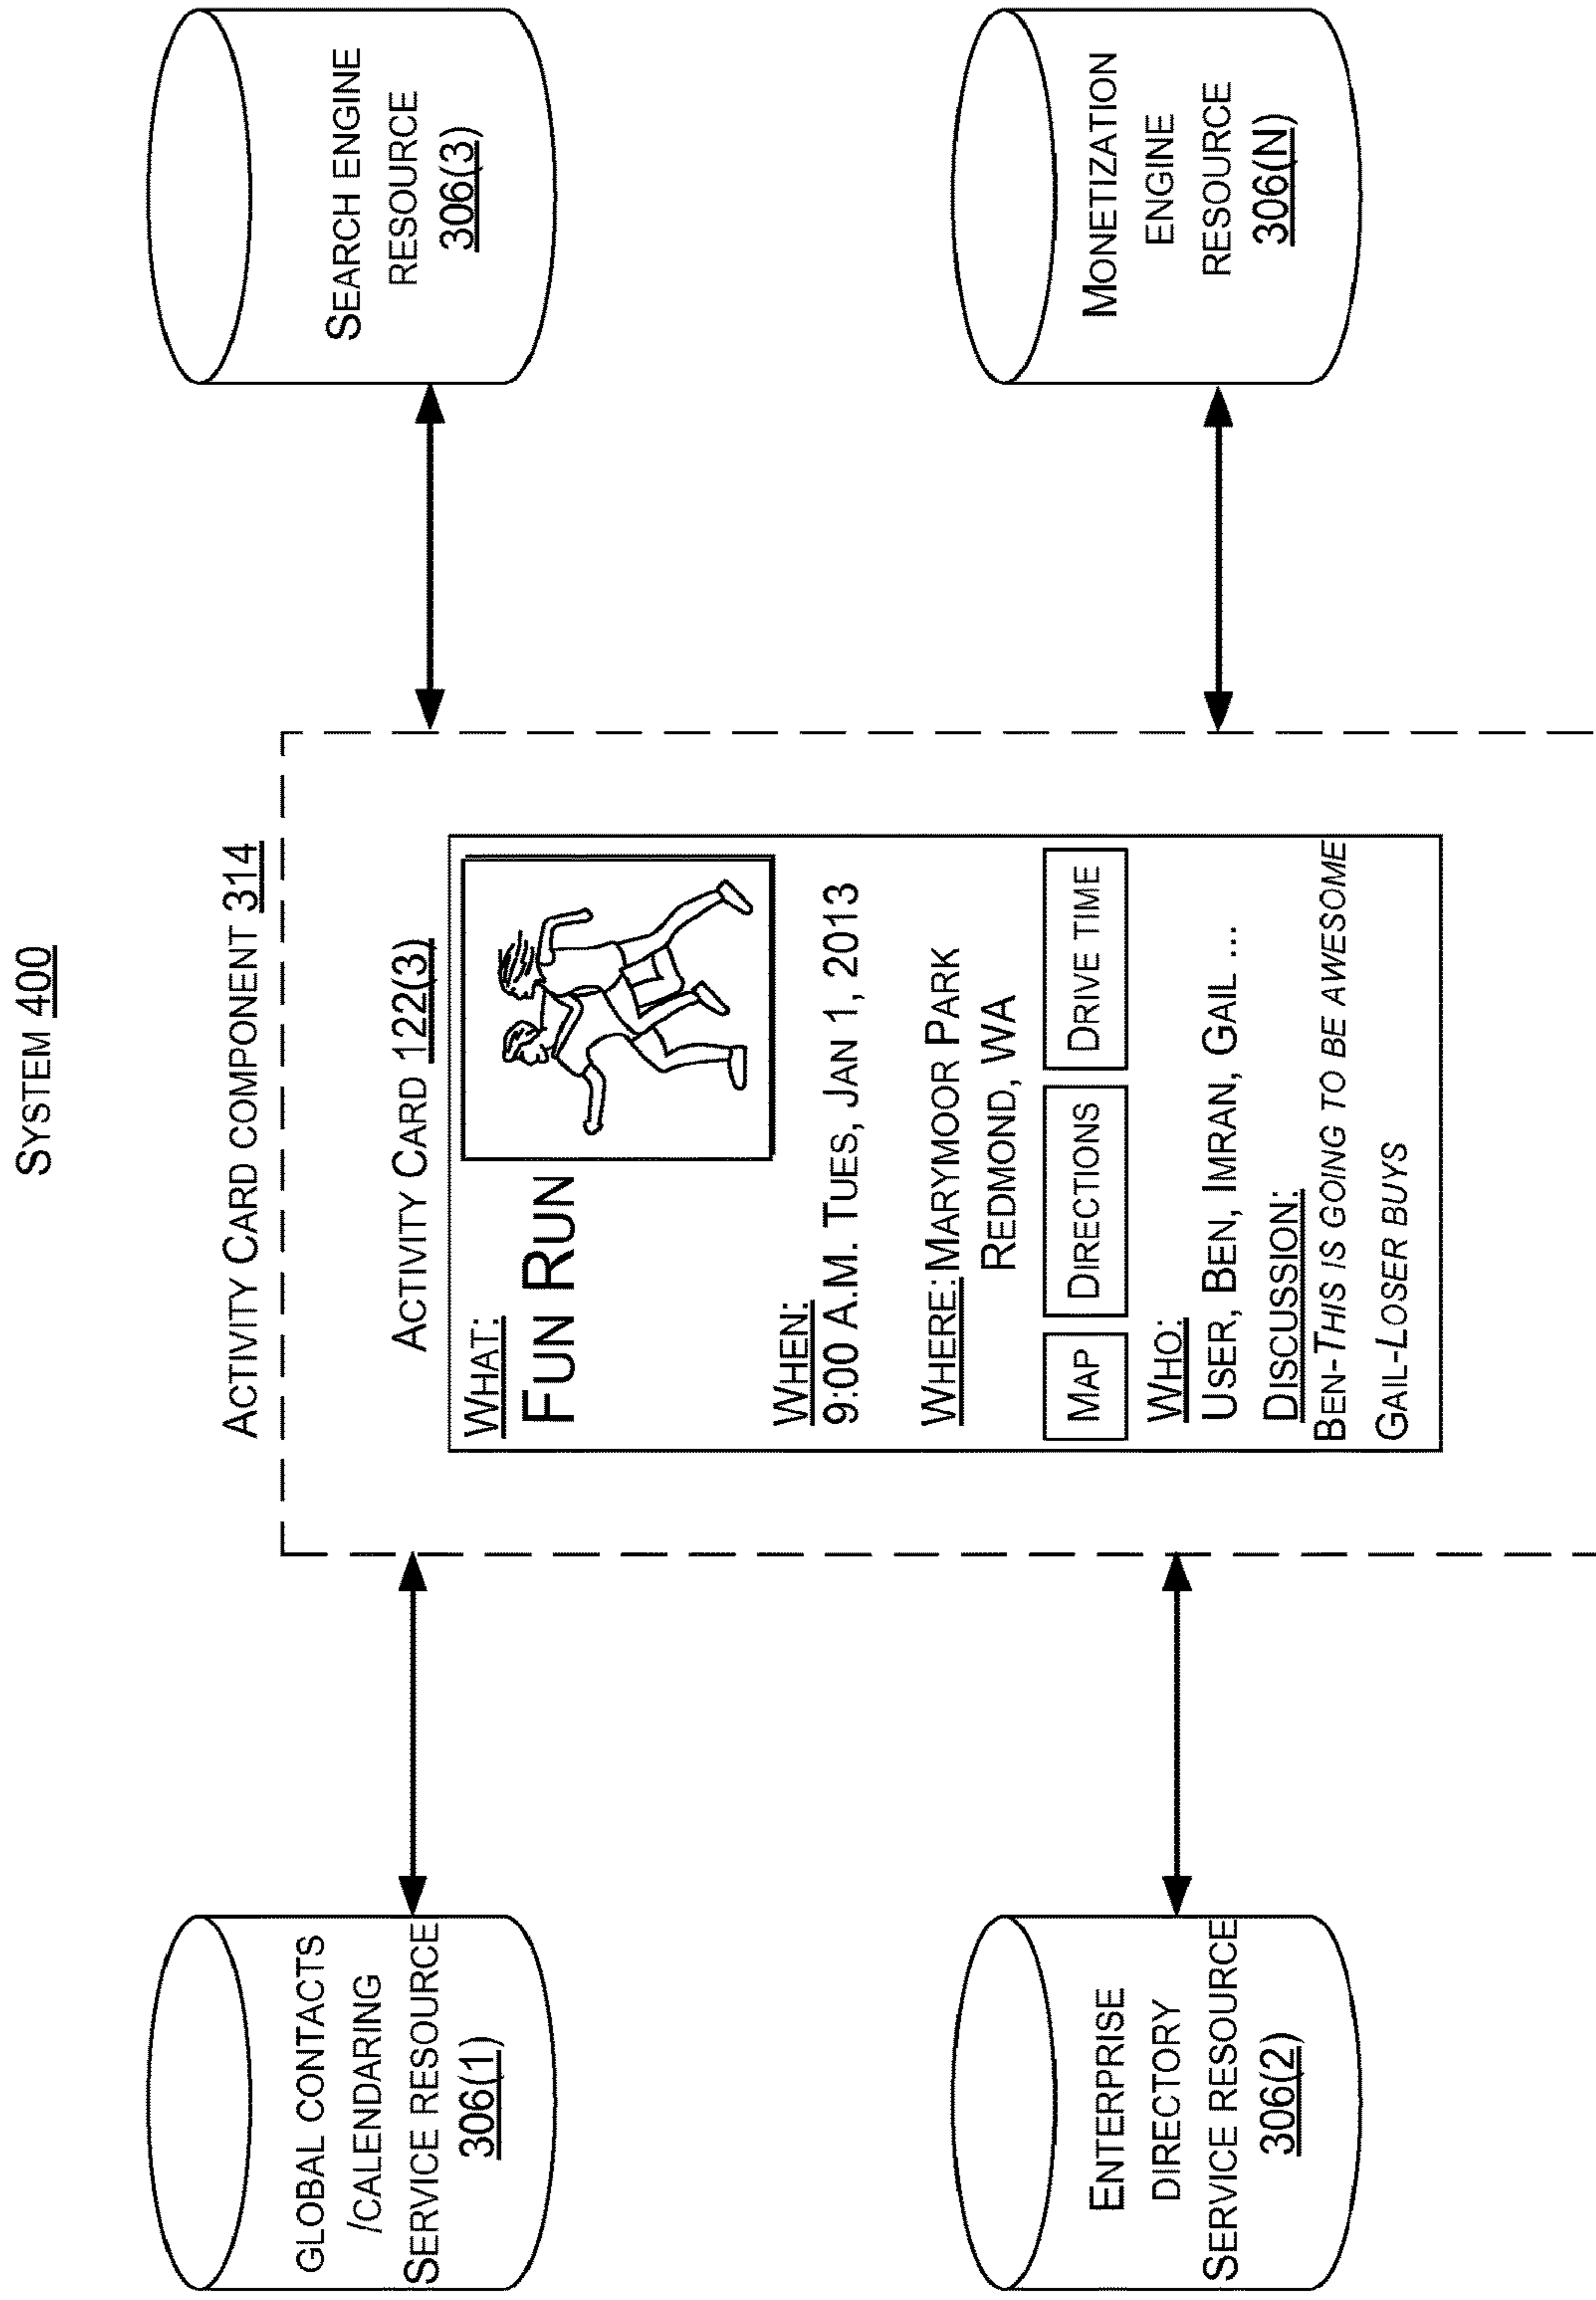 SYSTEM 400
ACTIVITY CARD COMPONENT 314
GLOBAL CONTACTS
/CALENDARING
SERVICE RESOURCE
306(1)
ENTERPRISE
DIRECTORY
SERVICE RESOURCE
306(2)
ACTIVITY CARD 122(3)
WHAT:
FUN RUN
WHEN:
9:00 A.M. TUES, JAN 1, 2013
WHERE: MARYMOOR PARK
REDMOND, WA
MAP DIRECTIONS DRIVE TIME
WHO:
USER, BEN, IMRAN, GAIL ...
DISCUSSION:
BEN-THIS IS GOING TO BE AWESOME
GAIL-LOSER BUYS
SEARCH ENGINE
RESOURCE
306(3)
MONETIZATION
ENGINE
RESOURCE
306(N)